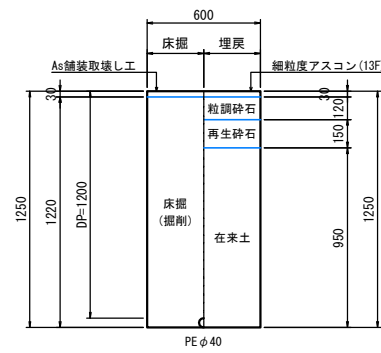 600
床掘 埋戻
As舗装取壊し工 細粒度アスコン(13F)
30 30
粒調砕石 120
再生砕石 150
1250 1220 DP=1200 床掘 (掘削) 在来土 950 1250
PEφ40